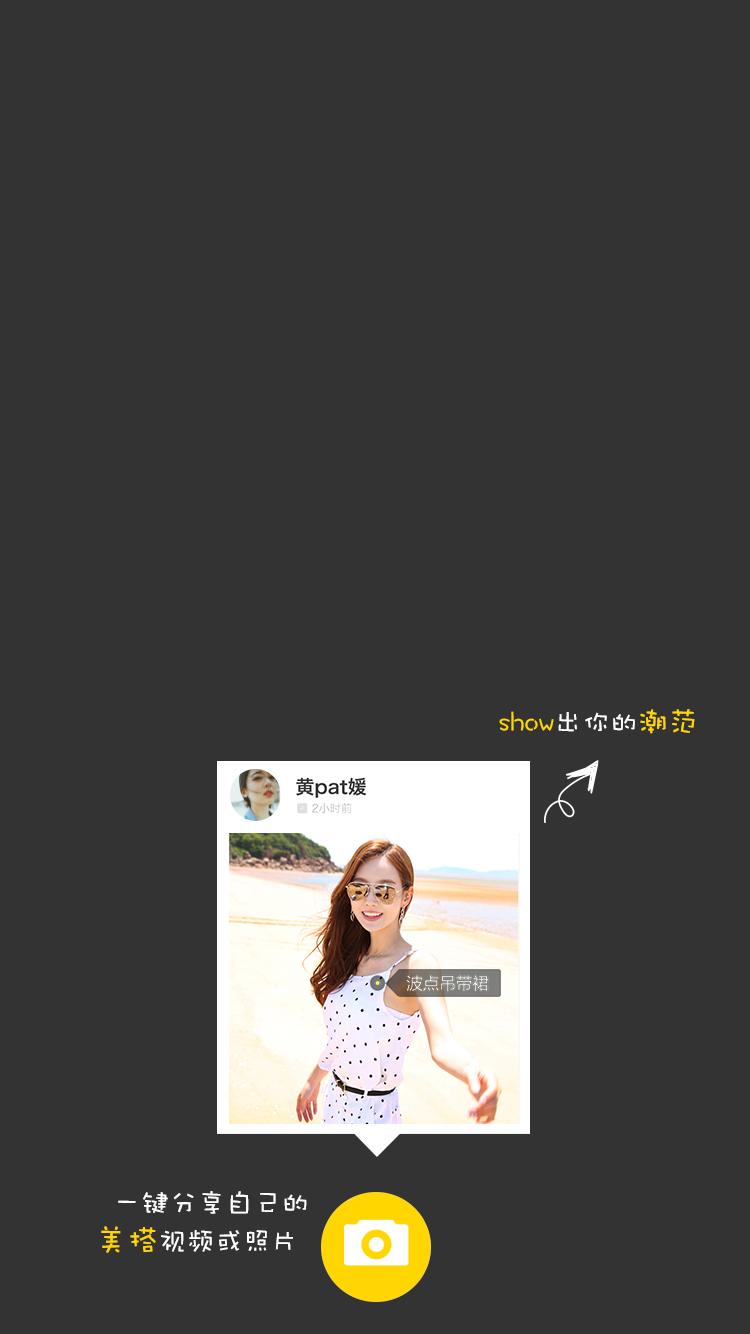 show出你的潮范
黄pat媛
2小时前
波点吊带裙
一键分享自己的
美搭视频或照片